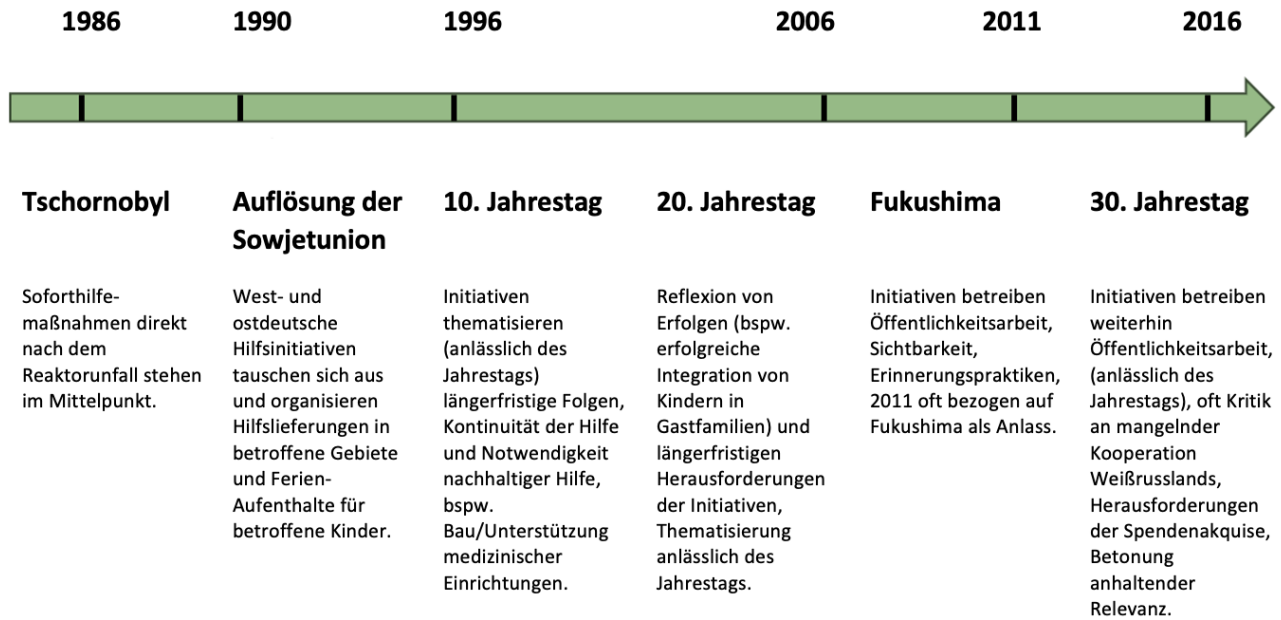 1986
1990
1996
2006
2011
2016
Tschornobyl
Soforthilfe-
maßnahmen direkt
nach dem
Reaktorunfall stehen
im Mittelpunkt.
Auflösung der
Sowjetunion
West- und
ostdeutsche
Hilfsinitiativen
tauschen sich aus
und organisieren
Hilfslieferungen in
betroffene Gebiete
und Ferien-
Aufenthalte für
betroffene Kinder.
10. Jahrestag
Initiativen
thematisieren
(anlässlich des
Jahrestags)
längerfristige Folgen,
Kontinuität der Hilfe
und Notwendigkeit
nachhaltiger Hilfe,
bspw.
Bau/Unterstützung
medizinischer
Einrichtungen.
20. Jahrestag
Reflexion von
Erfolgen (bspw.
erfolgreiche
Integration von
Kindern in
Gastfamilien) und
längerfristigen
Herausforderungen
der Initiativen,
Thematisierung
anlässlich des
Jahrestags.
Fukushima
Initiativen betreiben
Öffentlichkeitsarbeit,
Sichtbarkeit,
Erinnerungspraktiken,
2011 oft bezogen auf
Fukushima als Anlass.
30. Jahrestag
Initiativen betreiben
weiterhin
Öffentlichkeitsarbeit,
(anlässlich des
Jahrestags), oft Kritik
an mangelnder
Kooperation
Weißrusslands,
Herausforderungen
der Spendenakquise,
Betonung
anhaltender
Relevanz.